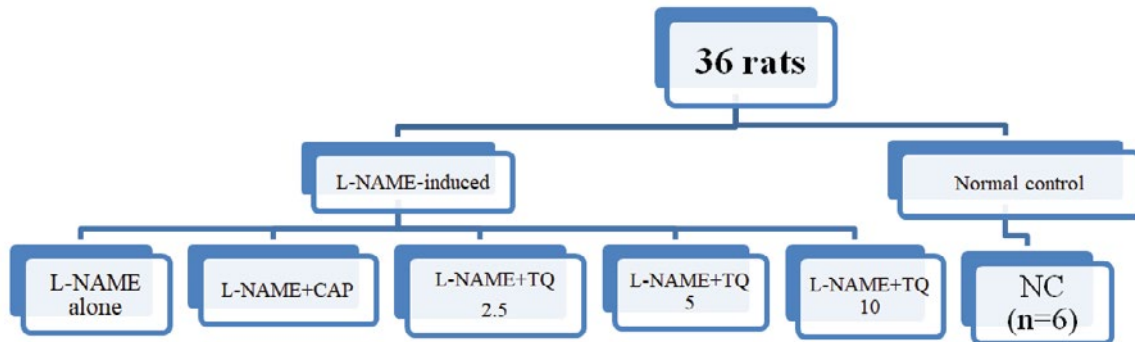 36 rats
L-NAME-induced
Normal control
L-NAME
alone
L-NAME+CAP
L-NAME+TQ
2.5
L-NAME+TQ
5
L-NAME+TQ
10
NC
(n=6)